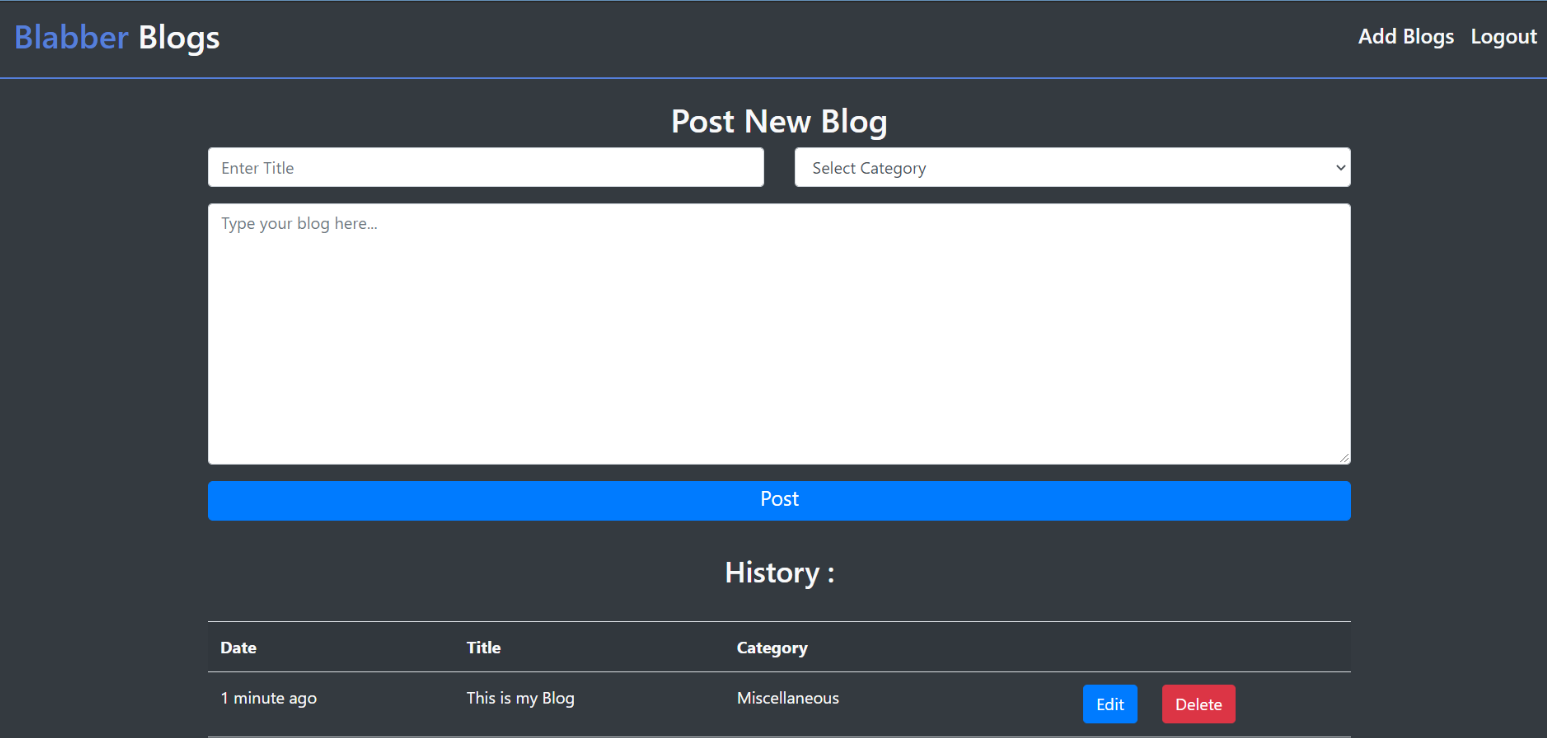 Blabber Blogs
Add Blogs Logout
Post New Blog
Enter Title
Select Category
Type your blog here...
Post
History :
Date Title Category
1 minute ago This is my Blog Miscellaneous Edit Delete